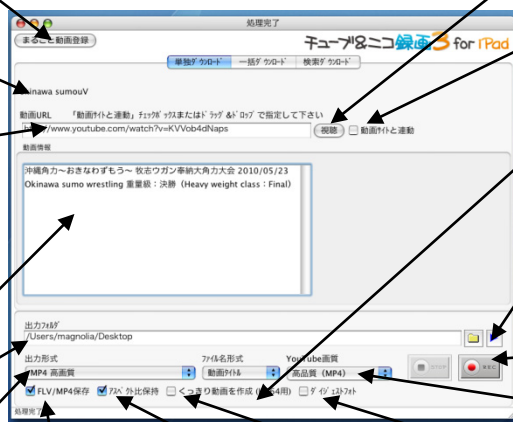 処理完了
まるごと動画登録
チューブ&ニコ録画3 for iPad
単独ﾀﾞｳﾝﾛｰﾄﾞ 一括ﾀﾞｳﾝﾛｰﾄﾞ 検索ﾀﾞｳﾝﾛｰﾄﾞ
inawa sumouV
動画URL 「動画ｻｲﾄと連動」ﾁｪｯｸﾎﾞｯｸｽまたはﾄﾞﾗｯｸﾞ&ﾄﾞﾛｯﾌﾟで指定して下さい
www.youtube.com/watch?v=KVVob4dNaps 視聴 動画ｻｲﾄと連動
動画情報
沖縄角力～おきなわずもう～ 牧志ウガン奉納大角力大会 2010/05/23
Okinawa sumo wrestling 重量級：決勝（Heavy weight class：Final）
出力ﾌｫﾙﾀﾞ
/Users/magnolia/Desktop
出力形式 ﾌｧｲﾙ名形式 YouTube画質
MP4 高画質 動画ﾀｲﾄﾙ 高品質（MP4） STOP REC
FLV/MP4保存 ｱｽﾍﾟｸﾄ比保持 くっきり動画を作成 ﾀﾞｲｼﾞｪｽﾄﾌｫﾄ
処理完